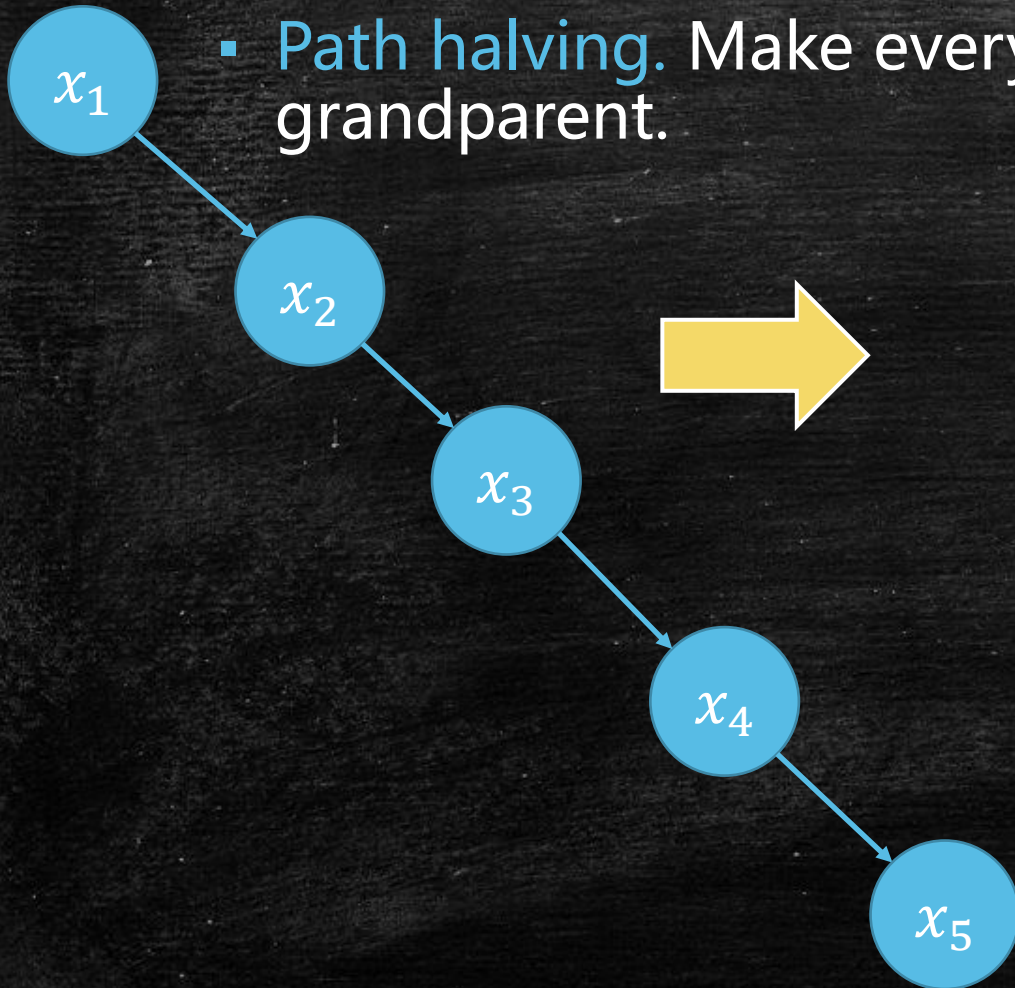 ▪ Path halving. Make every
grandparent.
x₁
x₂
x₃
x₄
x₅